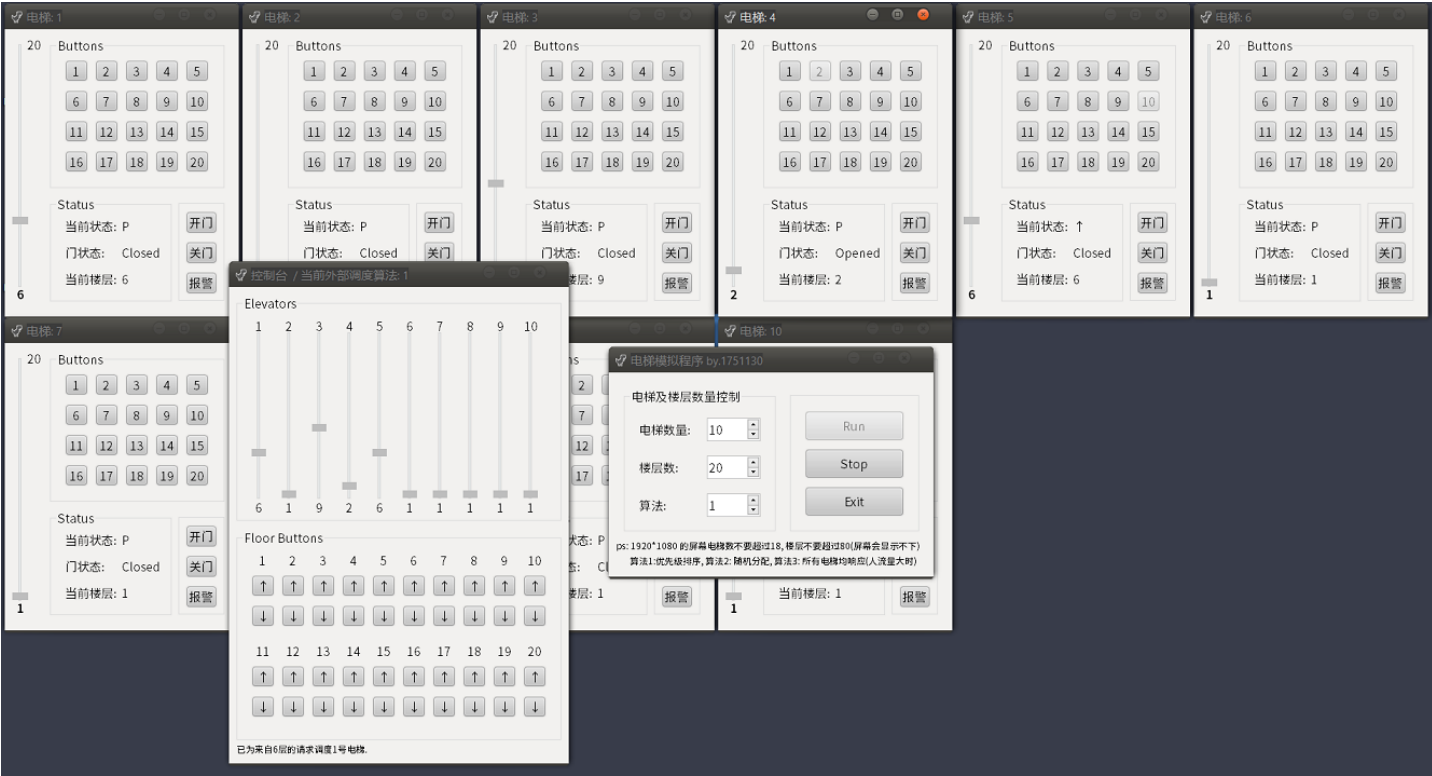 电梯: 1
20 Buttons
1 2 3 4 5
6 7 8 9 10
11 12 13 14 15
16 17 18 19 20
Status
当前状态: P
门状态: Closed
当前楼层: 6
开门
关门
报警
6
电梯: 2
20 Buttons
1 2 3 4 5
6 7 8 9 10
11 12 13 14 15
16 17 18 19 20
Status
当前状态: P
门状态: Closed
开门
关门
电梯: 3
20 Buttons
1 2 3 4 5
6 7 8 9 10
11 12 13 14 15
16 17 18 19 20
Status
当前状态: P
门状态: Closed
楼层: 9
开门
关门
报警
电梯: 4
20 Buttons
1 2 3 4 5
6 7 8 9 10
11 12 13 14 15
16 17 18 19 20
Status
当前状态: P
门状态: Opened
当前楼层: 2
开门
关门
报警
2
电梯: 5
20 Buttons
1 2 3 4 5
6 7 8 9 10
11 12 13 14 15
16 17 18 19 20
Status
当前状态: ↑
门状态: Closed
当前楼层: 6
开门
关门
报警
6
电梯: 6
20 Buttons
1 2 3 4 5
6 7 8 9 10
11 12 13 14 15
16 17 18 19 20
Status
当前状态: P
门状态: Closed
当前楼层: 1
开门
关门
报警
1
电梯: 7
20 Buttons
1 2 3 4 5
6 7 8 9 10
11 12 13 14 15
16 17 18 19 20
Status
当前状态: P
门状态: Closed
当前楼层: 1
开门
关门
报警
1
控制台 / 当前外部调度算法: 1
Elevators
1 2 3 4 5 6 7 8 9 10
6 1 9 2 6 1 1 1 1 1
Floor Buttons
1 2 3 4 5 6 7 8 9 10
↑ ↑ ↑ ↑ ↑ ↑ ↑ ↑ ↑ ↑
↓ ↓ ↓ ↓ ↓ ↓ ↓ ↓ ↓ ↓
11 12 13 14 15 16 17 18 19 20
↑ ↑ ↑ ↑ ↑ ↑ ↑ ↑ ↑ ↑
↓ ↓ ↓ ↓ ↓ ↓ ↓ ↓ ↓ ↓
已为来自6层的请求调度1号电梯.
ns
2
7
12
17
状态: P
态: Cl
楼层: 1
报警
电梯: 10
当前楼层: 1
报警
1
电梯模拟程序 by.1751130
电梯及楼层数量控制
电梯数量: 10
楼层数: 20
算法: 1
Run
Stop
Exit
ps: 1920*1080 的屏幕电梯数不要超过18, 楼层不要超过80(屏幕会显示不下)
算法1:优先级排序, 算法2: 随机分配, 算法3: 所有电梯均响应(人流量大时)